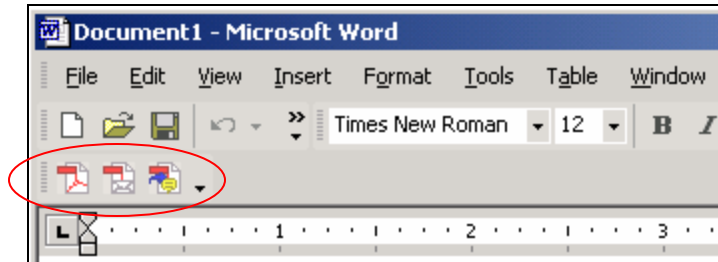 Document1 - Microsoft Word
File Edit View Insert Format Tools Table Window
Times New Roman 12 B I
L 1 2 3